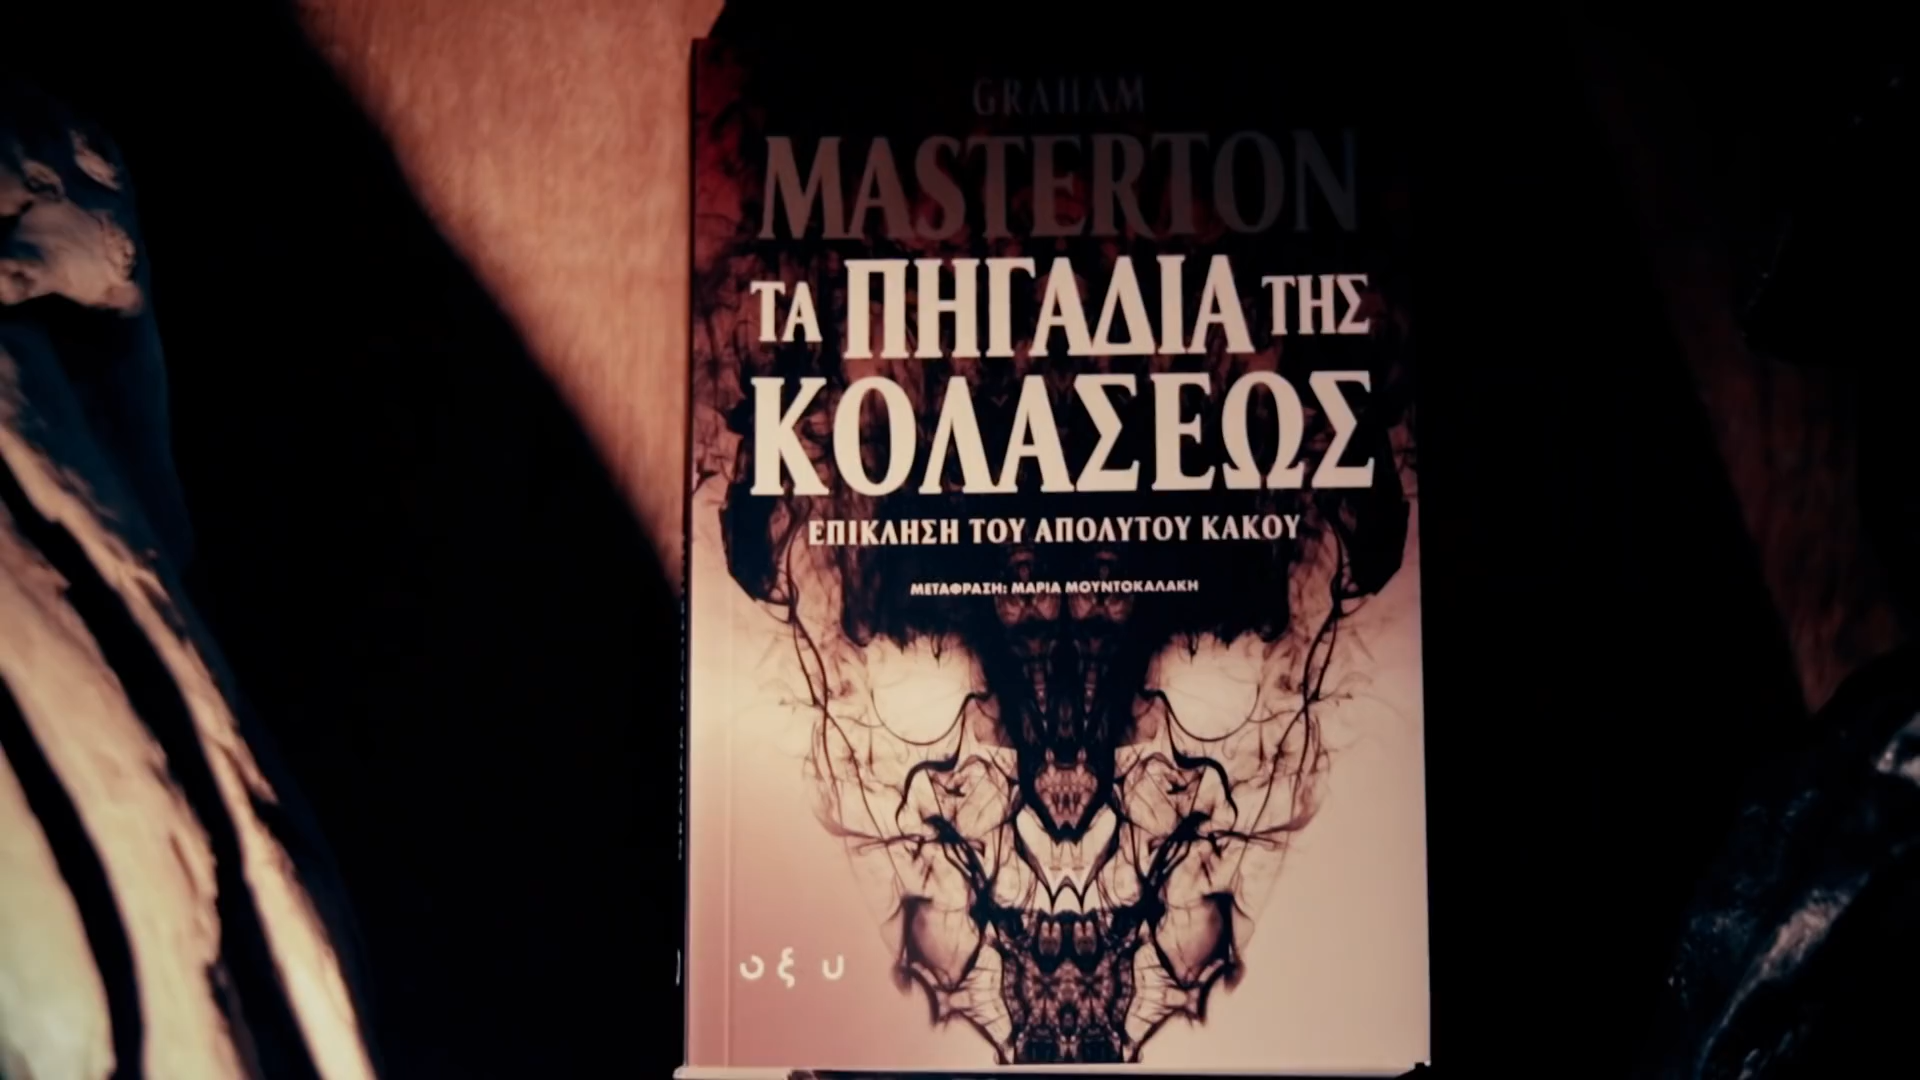 GRAHAM
MASTERTON
ΤΑ ΠΗΓΑΔΙΑ ΤΗΣ
ΚΟΛΑΣΕΩΣ
ΕΠΙΚΛΗΣΗ ΤΟΥ ΑΠΟΛΥΤΟΥ ΚΑΚΟΥ
ΜΕΤΑΦΡΑΣΗ: ΜΑΡΙΑ ΜΟΥΝΤΟΚΑΛΑΚΗ
οξυ